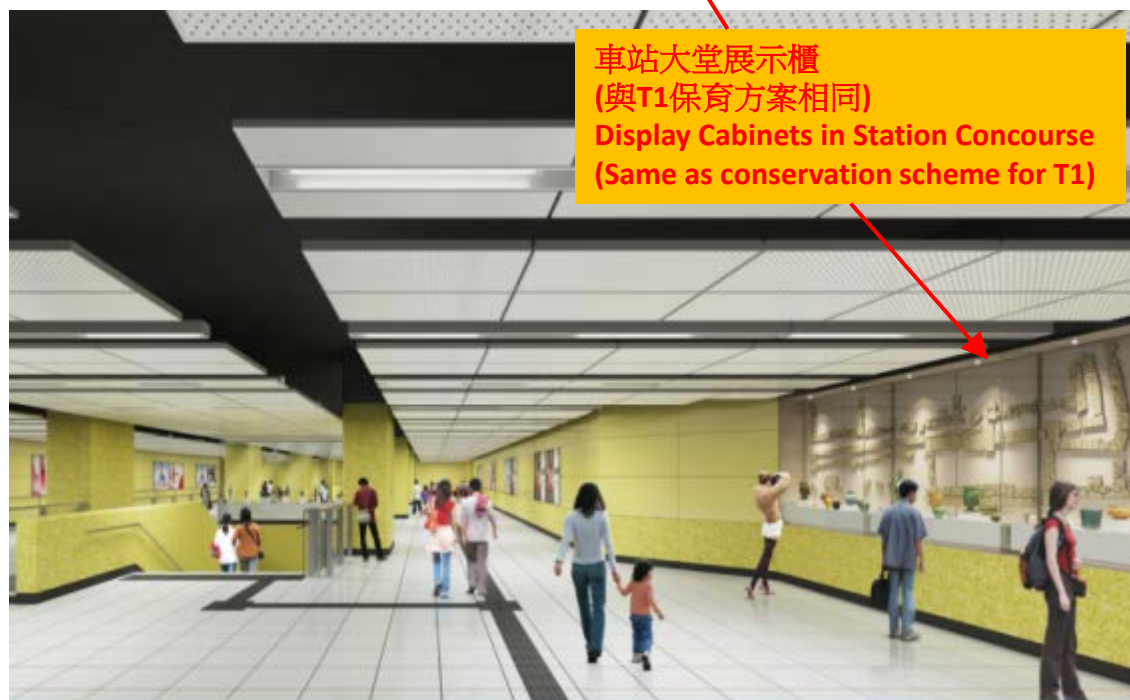 車站大堂展示櫃
(與T1保育方案相同)
Display Cabinets in Station Concourse
(Same as conservation scheme for T1)